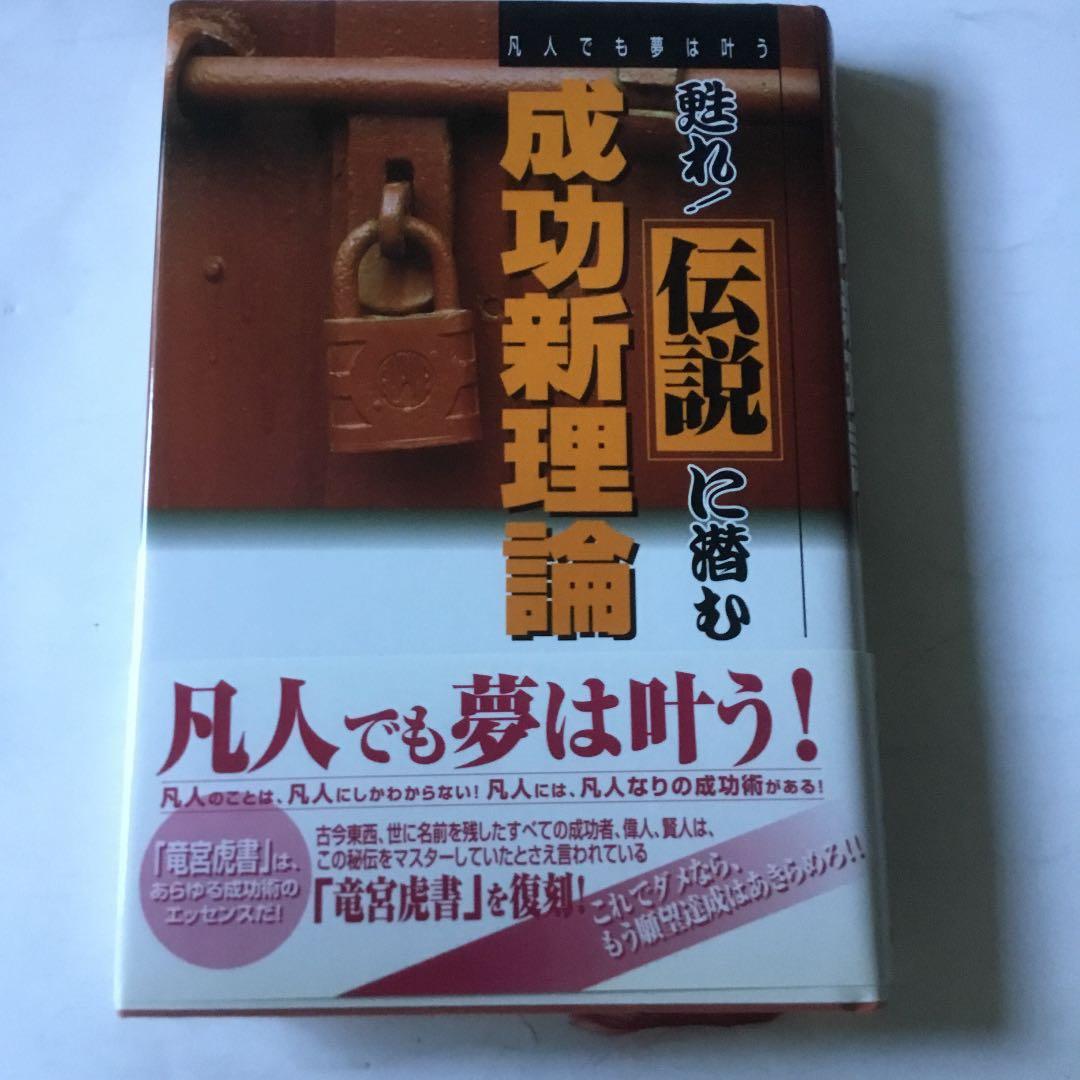 凡人でも夢は叶う
甦れ！伝説に潜む
成功新理論
凡人でも夢は叶う！
凡人のことは、凡人にしかわからない！凡人には、凡人なりの成功術がある！
「竜宮虎書」は、
あらゆる成功術の
エッセンスだ！
古今東西、世に名前を残したすべての成功者、偉人、賢人は、
この秘伝をマスターしていたとさえ言われている
「竜宮虎書」を復刻！
これでダメなら、
もう願望達成はあきらめろ！！